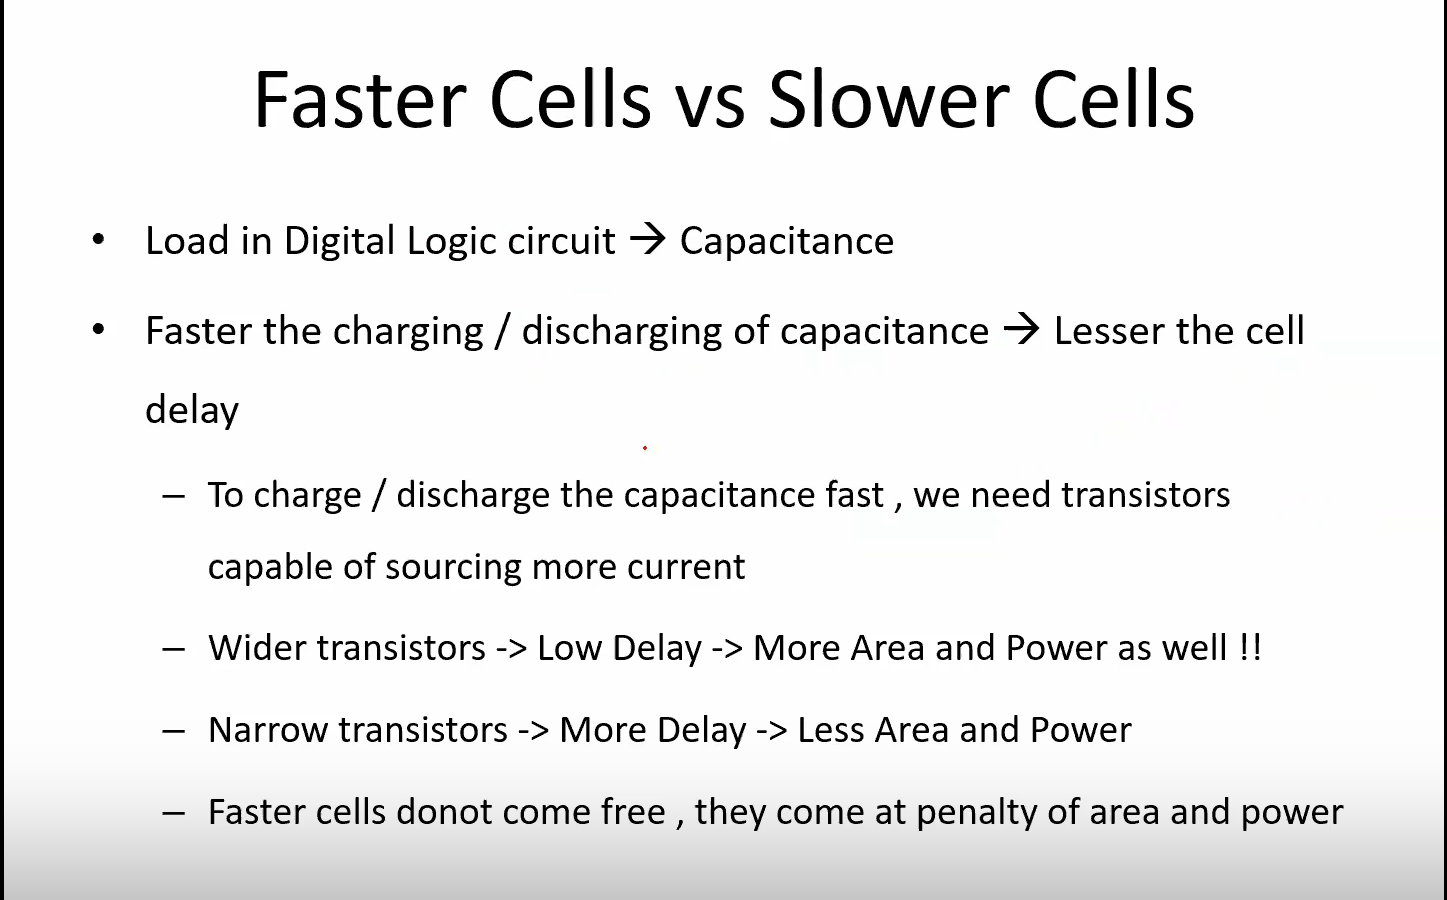 Faster Cells vs Slower Cells
• Load in Digital Logic circuit → Capacitance
• Faster the charging / discharging of capacitance → Lesser the cell
delay
– To charge / discharge the capacitance fast , we need transistors
capable of sourcing more current
– Wider transistors -> Low Delay -> More Area and Power as well !!
– Narrow transistors -> More Delay -> Less Area and Power
– Faster cells donot come free , they come at penalty of area and power